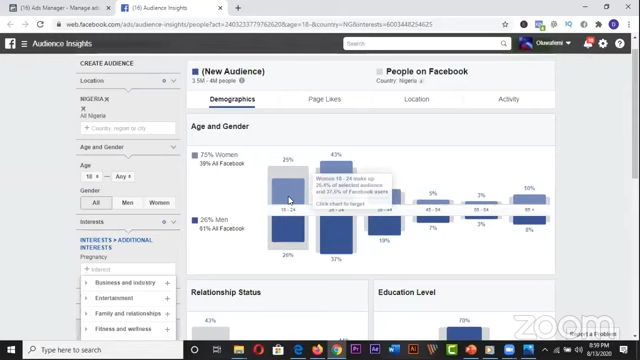 (16) Ads Manager - Manage ads
(16) Audience Insights
web.facebook.com/ads/audience-insights/people?act=2403233779762620&age=18-&country=NG&interests=6003448254625
Audience Insights
Search
Oluwafemi
CREATE AUDIENCE
Location
0
NIGERIA
All Nigeria
+ Country, region or city
Age and Gender
Age
18
Any
Gender
All
Men
Women
Interests
0
INTERESTS > ADDITIONAL
INTERESTS
Pregnancy
+ Interest
Business and industry +
Entertainment +
Family and relationships +
Fitness and wellness +
(New Audience)
3.5M - 4M people
People on Facebook
Country: Nigeria
Demographics
Page Likes
Location
Activity
Age and Gender
75% Women
39% All Facebook
25%
43%
5%
3%
10%
Women 18 - 24 make up
of selected audience
of Facebook users
Click chart to target
18 - 24
45 - 54
55 - 64
26% Men
61% All Facebook
26%
37%
19%
7%
3%
8%
Relationship Status
43%
Education Level
70%
Report a Problem
zoom
Type here to search
8:59 PM
8/13/2020